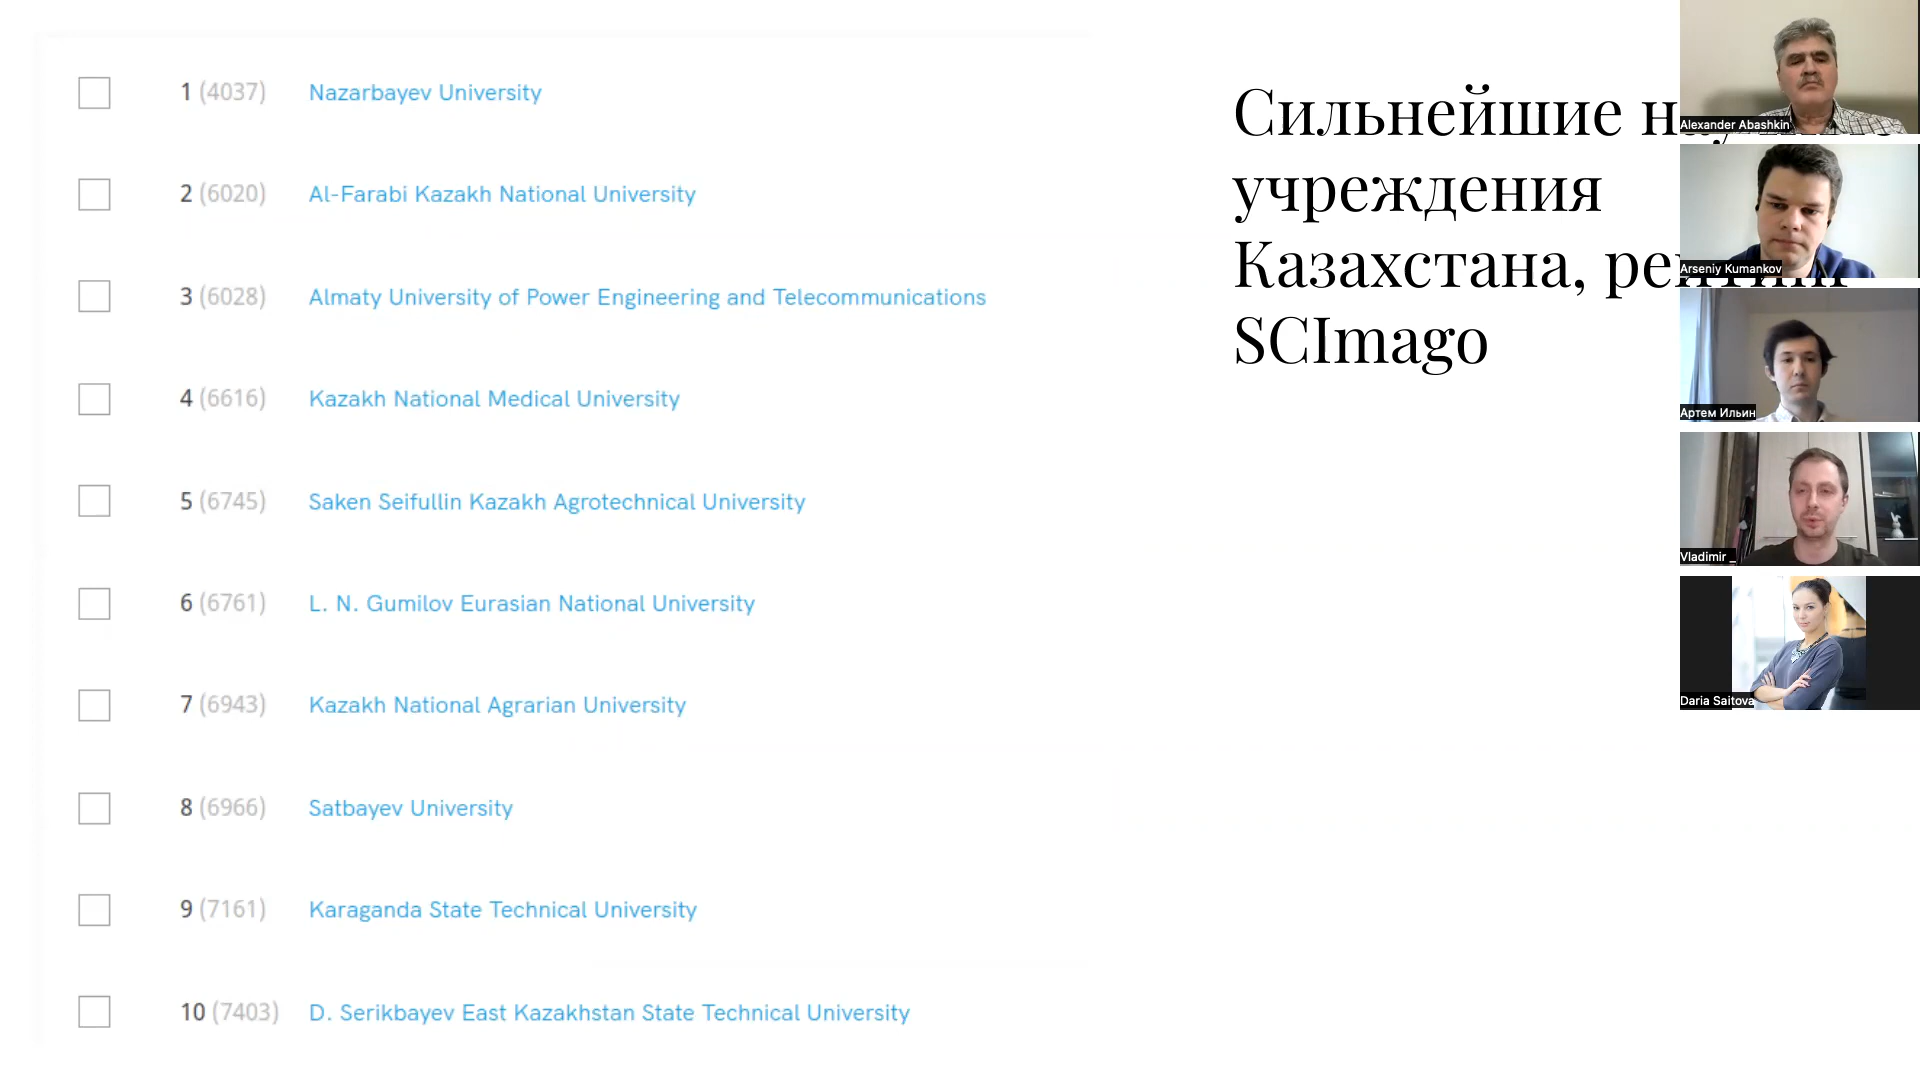 1 (4037) Nazarbayev University
2 (6020) Al-Farabi Kazakh National University
3 (6028) Almaty University of Power Engineering and Telecommunications
4 (6616) Kazakh National Medical University
5 (6745) Saken Seifullin Kazakh Agrotechnical University
6 (6761) L. N. Gumilov Eurasian National University
7 (6943) Kazakh National Agrarian University
8 (6966) Satbayev University
9 (7161) Karaganda State Technical University
10 (7403) D. Serikbayev East Kazakhstan State Technical University
Сильнейшие
учреждения
Казахстана,
SCImago
Alexander Abashkin
Arseniy Kumankov
Артем Ильин
Vladimir _
Daria Saitova